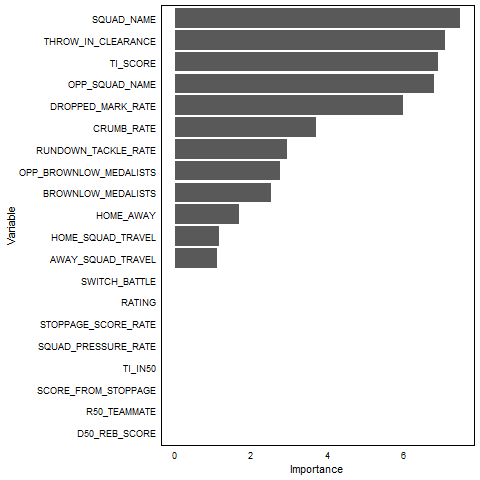 SQUAD_NAME
THROW_IN_CLEARANCE
TI_SCORE
OPP_SQUAD_NAME
DROPPED_MARK_RATE
CRUMB_RATE
RUNDOWN_TACKLE_RATE
OPP_BROWNLOW_MEDALISTS
BROWNLOW_MEDALISTS
HOME_AWAY
HOME_SQUAD_TRAVEL
AWAY_SQUAD_TRAVEL
SWITCH_BATTLE
RATING
STOPPAGE_SCORE_RATE
SQUAD_PRESSURE_RATE
TI_IN50
SCORE_FROM_STOPPAGE
R50_TEAMMATE
D50_REB_SCORE
Variable
0 2 4 6
Importance